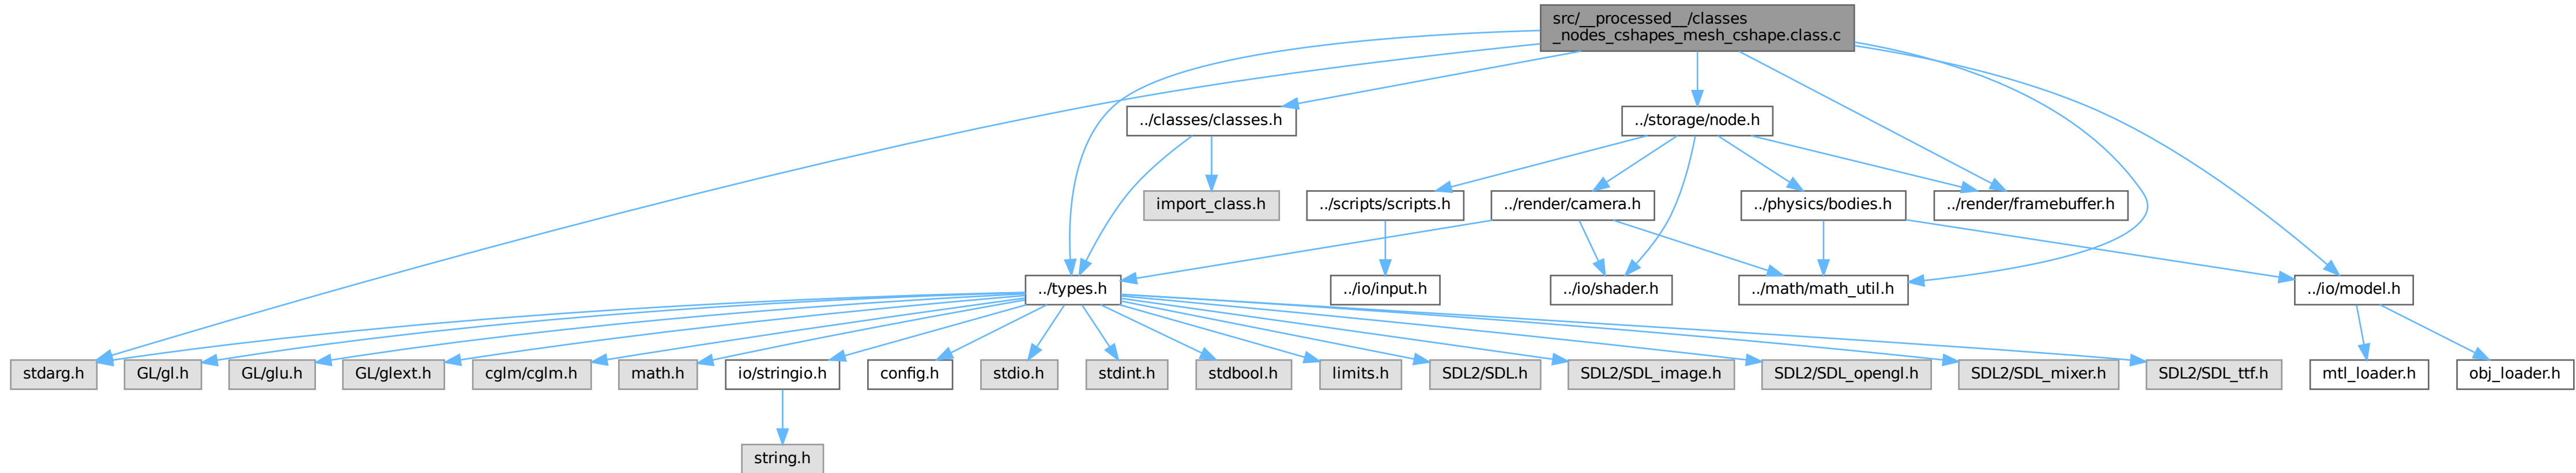 src/__processed__/classes
_nodes_cshapes_mesh_cshape.class.c
../classes/classes.h
../storage/node.h
import_class.h
../scripts/scripts.h
../render/camera.h
../physics/bodies.h
../render/framebuffer.h
../types.h
../io/input.h
../io/shader.h
../math/math_util.h
../io/model.h
stdarg.h
GL/gl.h
GL/glu.h
GL/glext.h
cglm/cglm.h
math.h
io/stringio.h
config.h
stdio.h
stdint.h
stdbool.h
limits.h
SDL2/SDL.h
SDL2/SDL_image.h
SDL2/SDL_opengl.h
SDL2/SDL_mixer.h
SDL2/SDL_ttf.h
mtl_loader.h
obj_loader.h
string.h